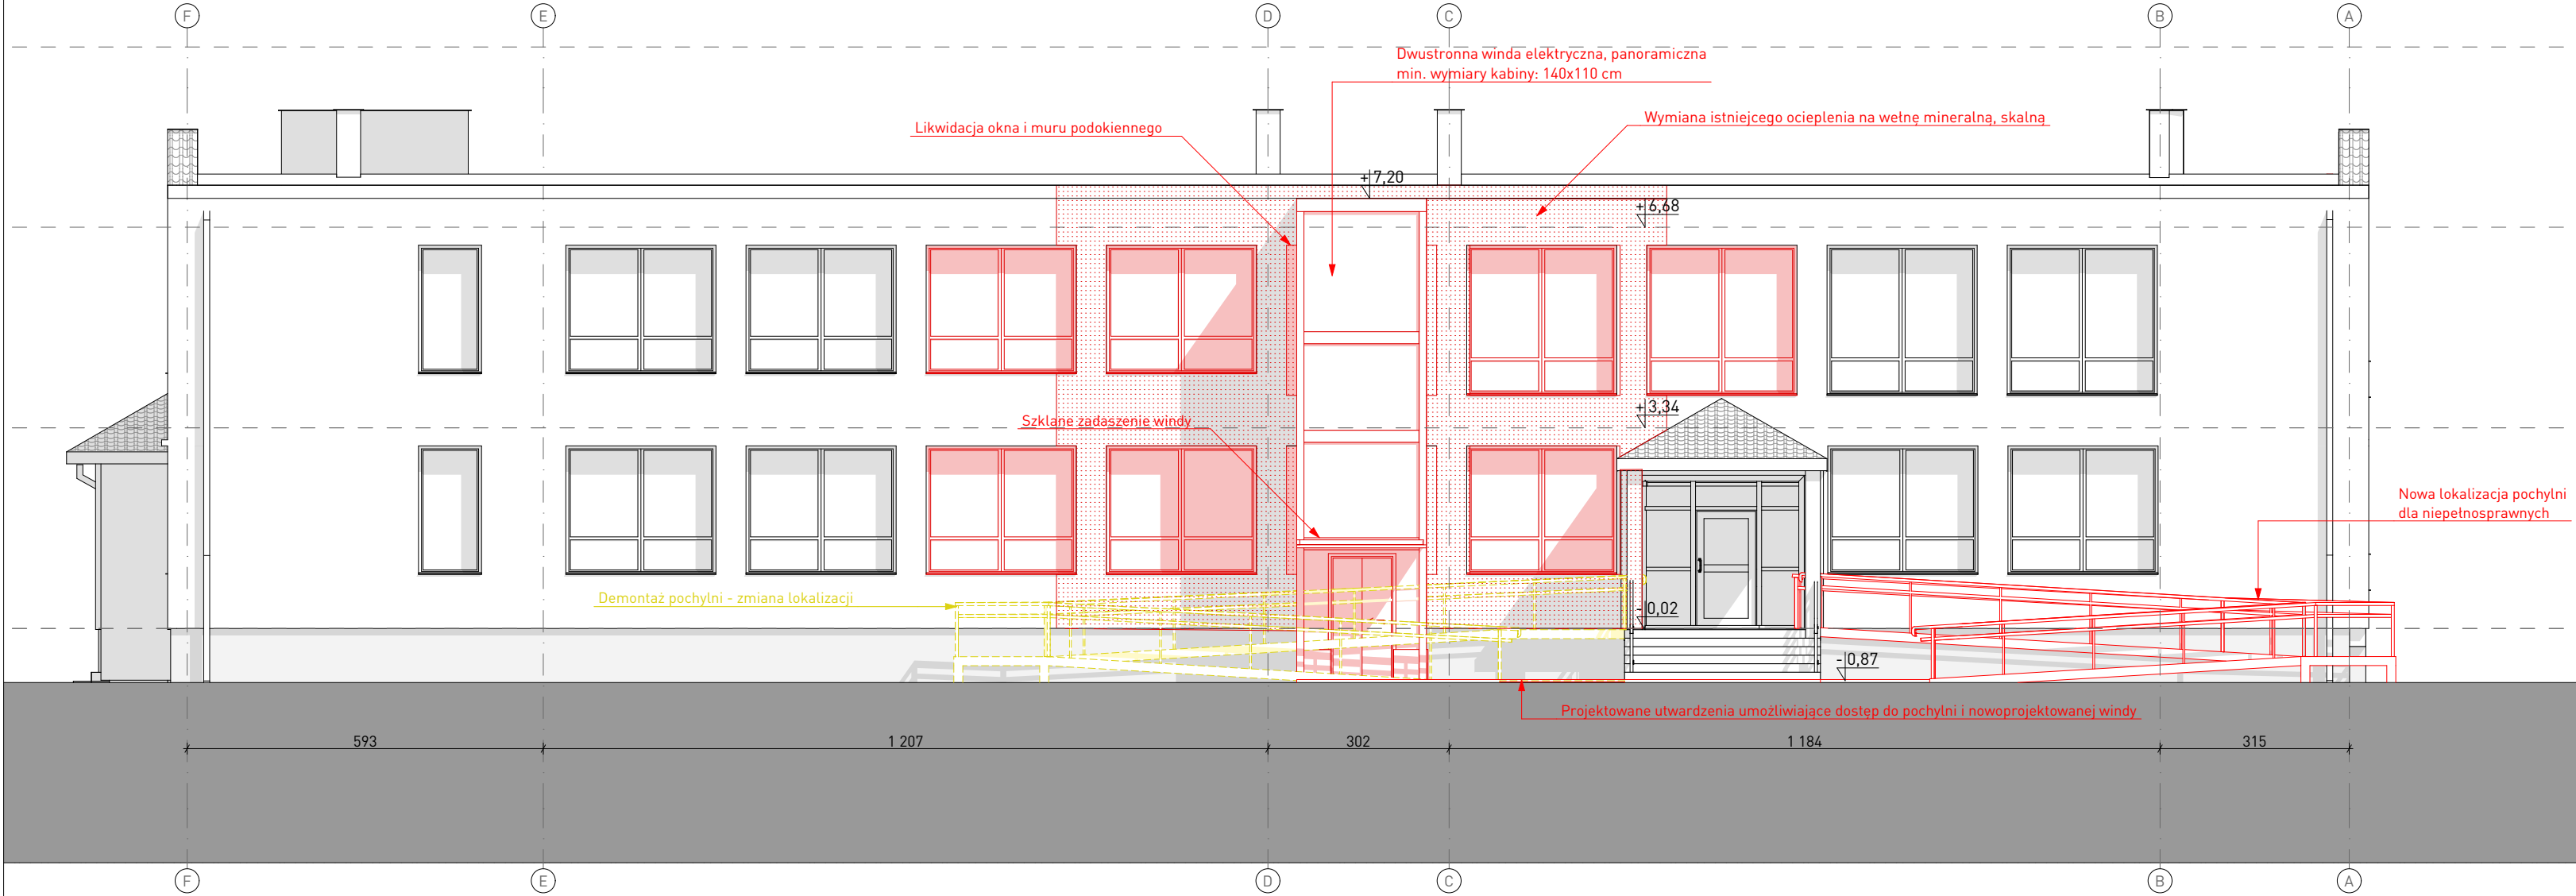 F E D C B A
Dwustronna winda elektryczna, panoramiczna
min. wymiary kabiny: 140x110 cm
Likwidacja okna i muru podokiennego
Wymiana istniejcego ocieplenia na wełnę mineralną, skalną
+7,20
+6,68
+3,34
Szklane zadaszenie windy
Nowa lokalizacja pochylni
dla niepełnosprawnych
Demontaż pochylni - zmiana lokalizacji
-0,02
-0,87
Projektowane utwardzenia umożliwiające dostęp do pochylni i nowoprojektowanej windy
593 1 207 302 1 184 315
F E D C B A